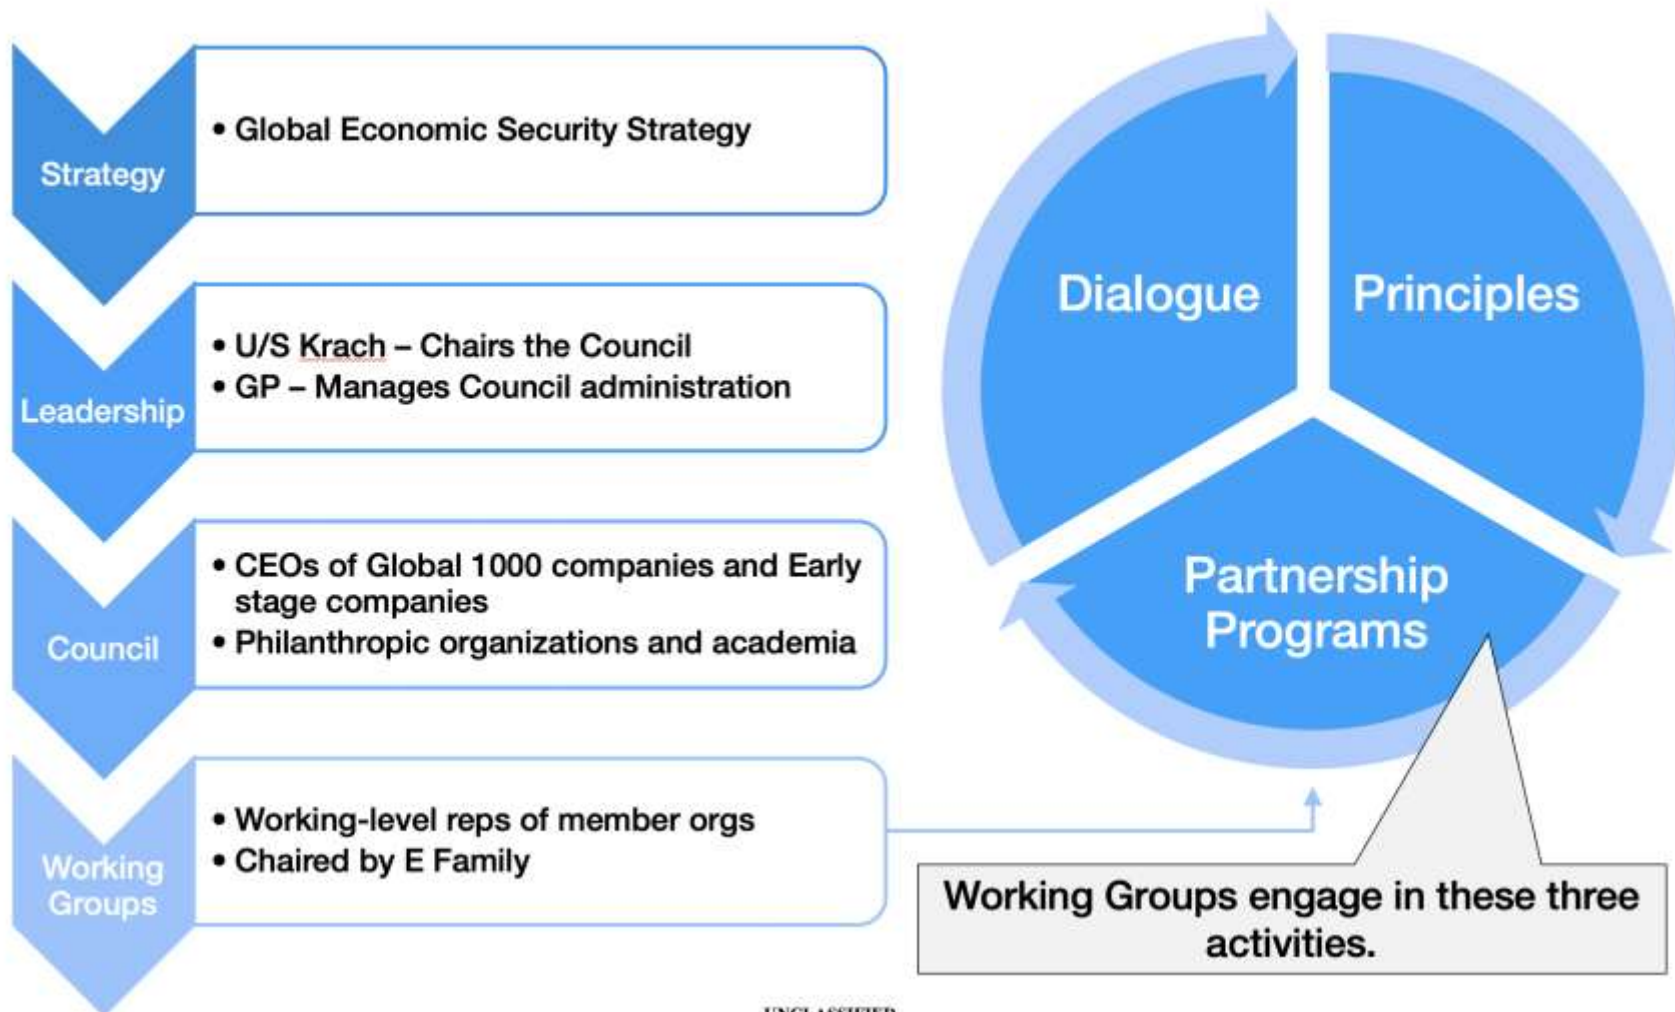 Strategy
• Global Economic Security Strategy
Leadership
• U/S Krach – Chairs the Council
• GP – Manages Council administration
Council
• CEOs of Global 1000 companies and Early
stage companies
• Philanthropic organizations and academia
Working
Groups
• Working-level reps of member orgs
• Chaired by E Family
Dialogue
Principles
Partnership
Programs
Working Groups engage in these three
activities.
UNCLASSIFIED